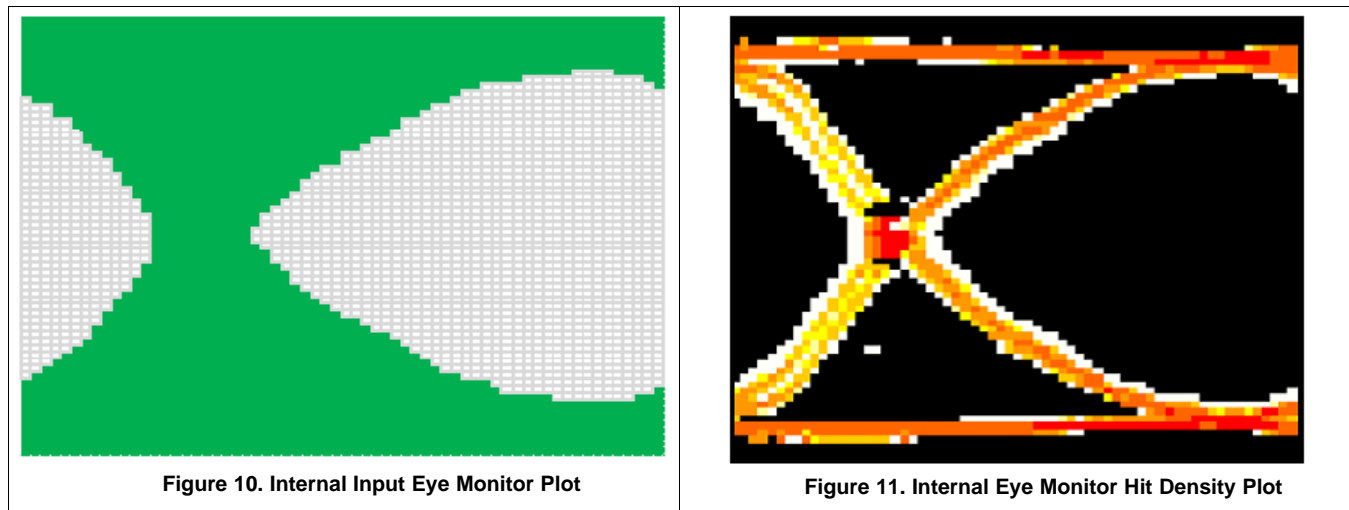 Figure 10. Internal Input Eye Monitor Plot
Figure 11. Internal Eye Monitor Hit Density Plot